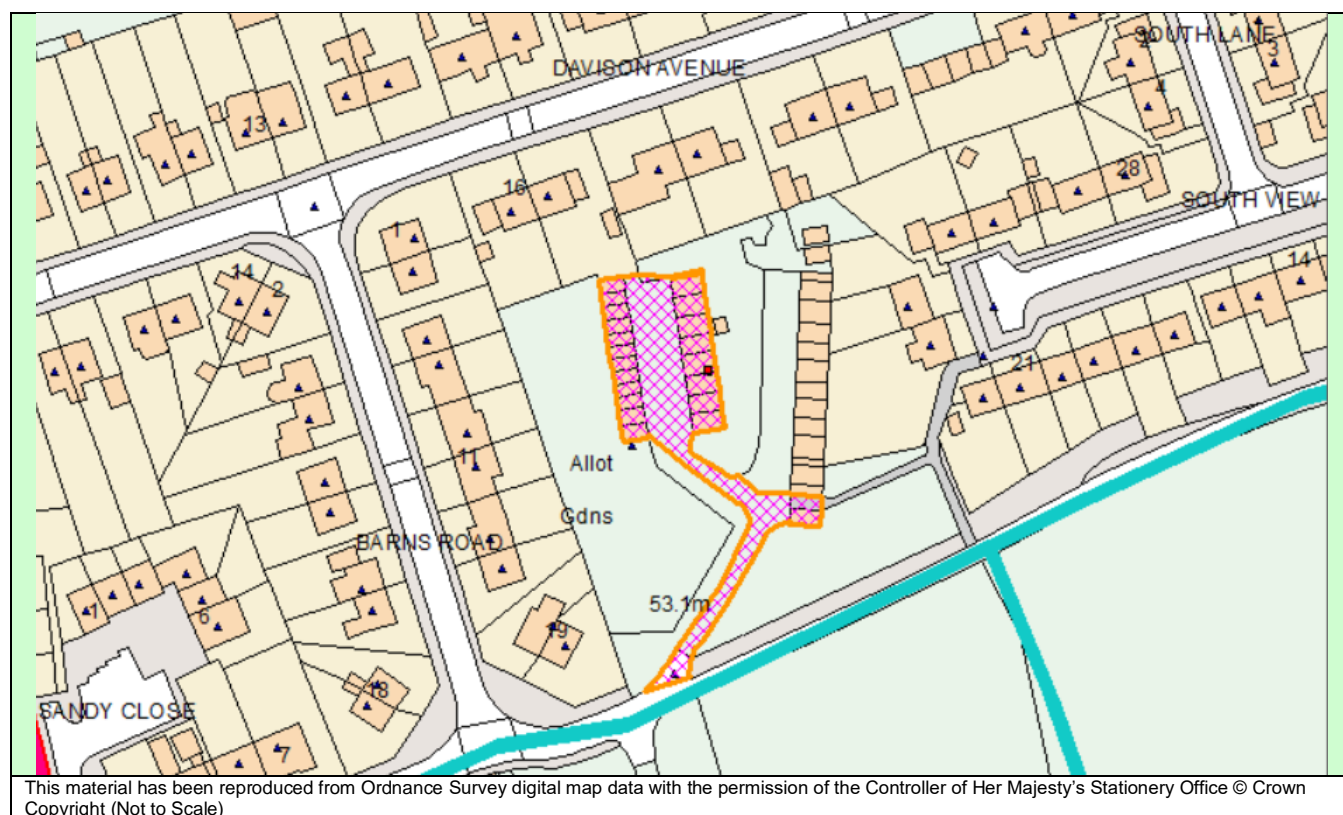 SOUTH LANE
DAVISON AVENUE
3
4
13
28
16
SOUTH VIEW
1
14
14
2
21
11
Allot
Gdns
BARNS ROAD
53.1m
1
6
19
18
SANDY CLOSE
7
This material has been reproduced from Ordnance Survey digital map data with the permission of the Controller of Her Majesty's Stationery Office © Crown
Copyright (Not to Scale)